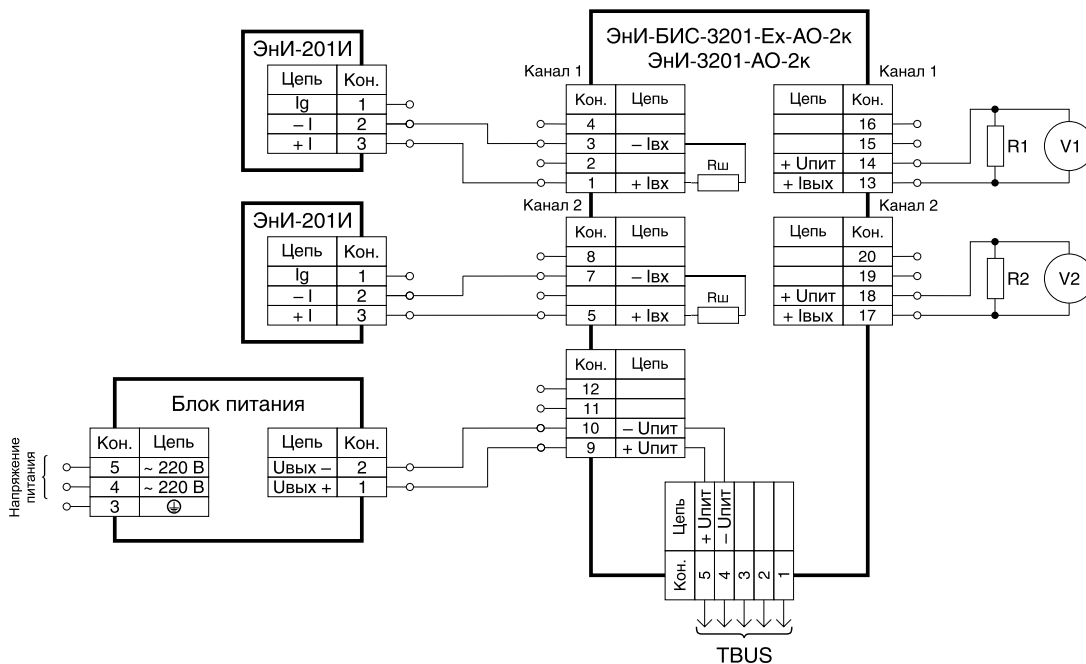 ЭнИ-201И
Цепь Кон.
Ig 1
– I 2
+ I 3
ЭнИ-201И
Цепь Кон.
Ig 1
– I 2
+ I 3
Блок питания
Напряжение питания
Кон. Цепь
5 ~ 220 В
4 ~ 220 В
3
Цепь Кон.
Uвых – 2
Uвых + 1
ЭнИ-БИС-3201-Ex-АО-2к
ЭнИ-3201-АО-2к
Канал 1
Кон. Цепь
4
3 – Iвх
2
1 + Iвх
Rш
Канал 2
Кон. Цепь
8
7 – Iвх
5 + Iвх
Rш
Кон. Цепь
12
11
10 – Uпит
9 + Uпит
Канал 1
Цепь Кон.
16
15
+ Uпит 14
+ Iвых 13
R1
V1
Канал 2
Цепь Кон.
20
19
+ Uпит 18
+ Iвых 17
R2
V2
Цепь + Uпит – Uпит
Кон. 5 4 3 2 1
TBUS